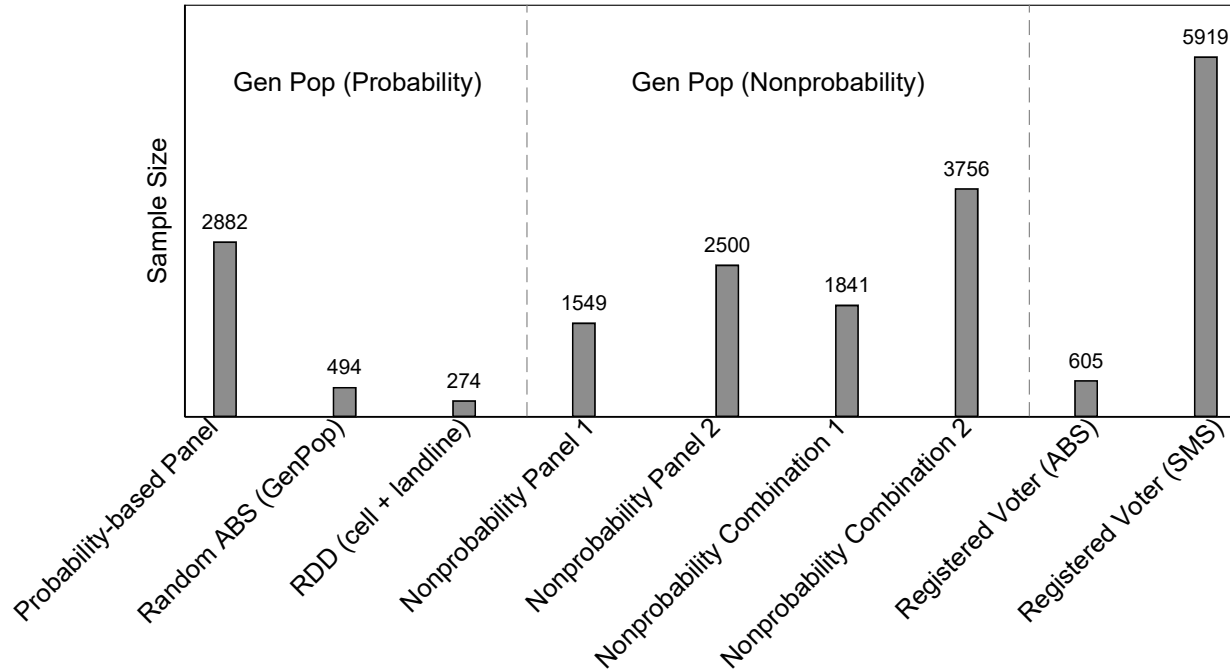 Gen Pop (Probability)
Gen Pop (Nonprobability)
Sample Size
2882
494
274
1549
2500
1841
3756
605
5919
Probability-based Panel
Random ABS (GenPop)
RDD (cell + landline)
Nonprobability Panel 1
Nonprobability Panel 2
Nonprobability Combination 1
Nonprobability Combination 2
Registered Voter (ABS)
Registered Voter (SMS)